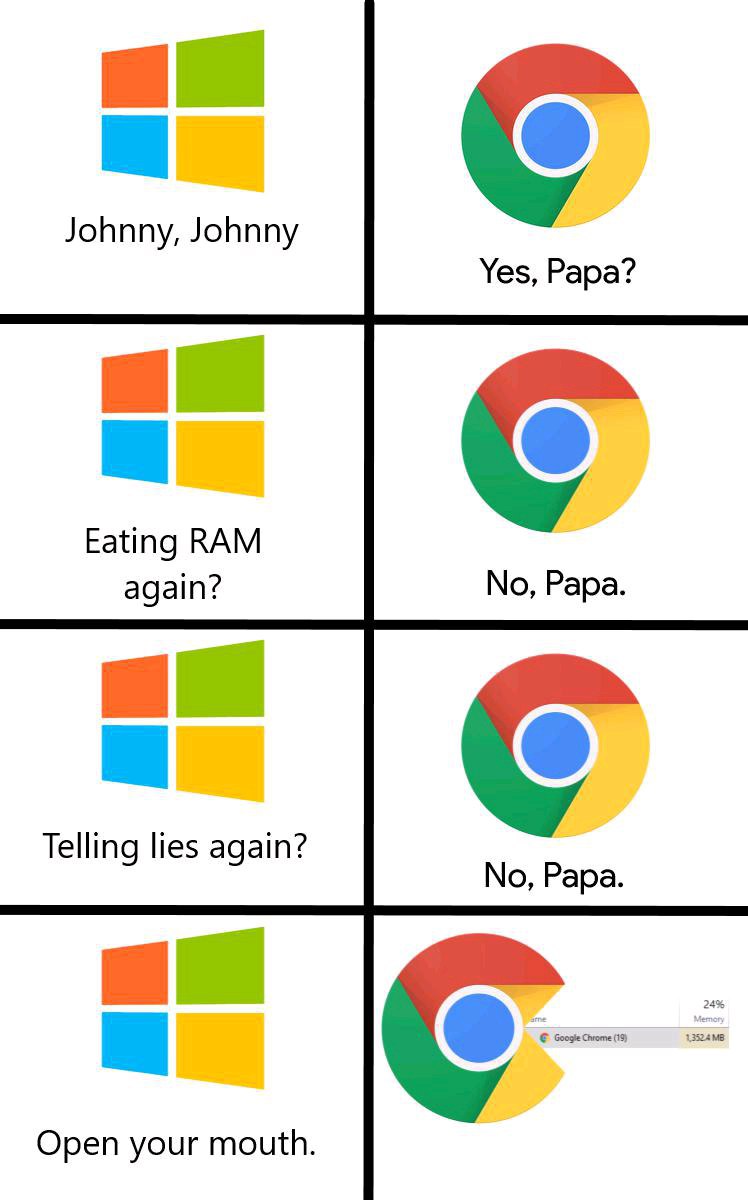 Johnny, Johnny
Yes, Papa?
Eating RAM
again?
No, Papa.
Telling lies again?
No, Papa.
Open your mouth.
24%
ame Memory
Google Chrome (19) 1,352.4 MB